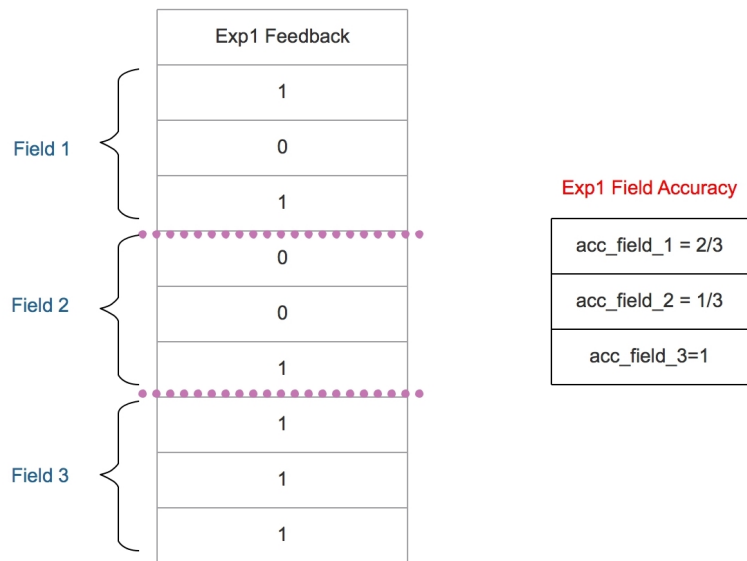 Exp1 Feedback
1
Field 1
0
1
Exp1 Field Accuracy
acc_field_1 = 2/3
0
Field 2
0
acc_field_2 = 1/3
1
acc_field_3=1
1
Field 3
1
1